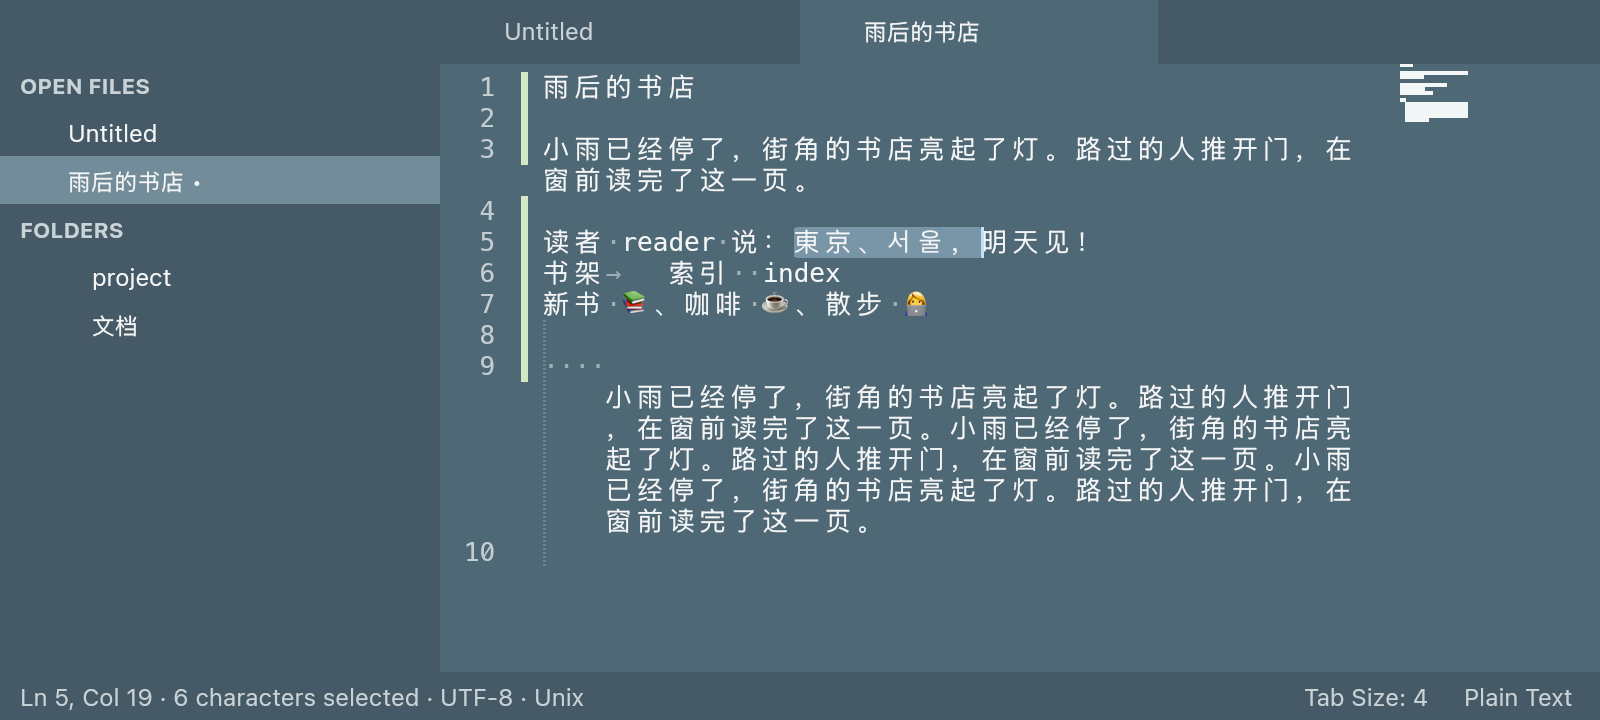 Untitled
雨后的书店
OPEN FILES
Untitled
雨后的书店 •
FOLDERS
project
文档
1 雨后的书店
2
3 小雨已经停了，街角的书店亮起了灯。路过的人推开门，在
窗前读完了这一页。
4
5 读者·reader·说：東京、서울，明天见！
6 书架→ 索引··index
7 新书·📚、咖啡·☕、散步·👩‍💻
8
9 ····
小雨已经停了，街角的书店亮起了灯。路过的人推开门
，在窗前读完了这一页。小雨已经停了，街角的书店亮
起了灯。路过的人推开门，在窗前读完了这一页。小雨
已经停了，街角的书店亮起了灯。路过的人推开门，在
窗前读完了这一页。
10
Ln 5, Col 19 · 6 characters selected · UTF-8 · Unix
Tab Size: 4
Plain Text